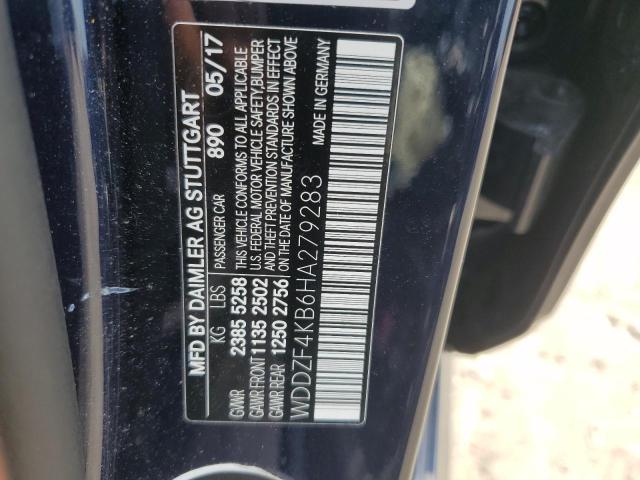 MFD BY DAIMLER AG STUTTGART
KG LBS PASSENGER CAR 890 05/17
GVWR 2385 5258 THIS VEHICLE CONFORMS TO ALL APPLICABLE
GAWR FRONT 1135 2502 U.S. FEDERAL MOTOR VEHICLE SAFETY,BUMPER
GAWR REAR 1250 2756 AND THEFT PREVENTION STANDARDS IN EFFECT
ON THE DATE OF MANUFACTURE SHOWN ABOVE
WDDZF4KB6HA279283 MADE IN GERMANY